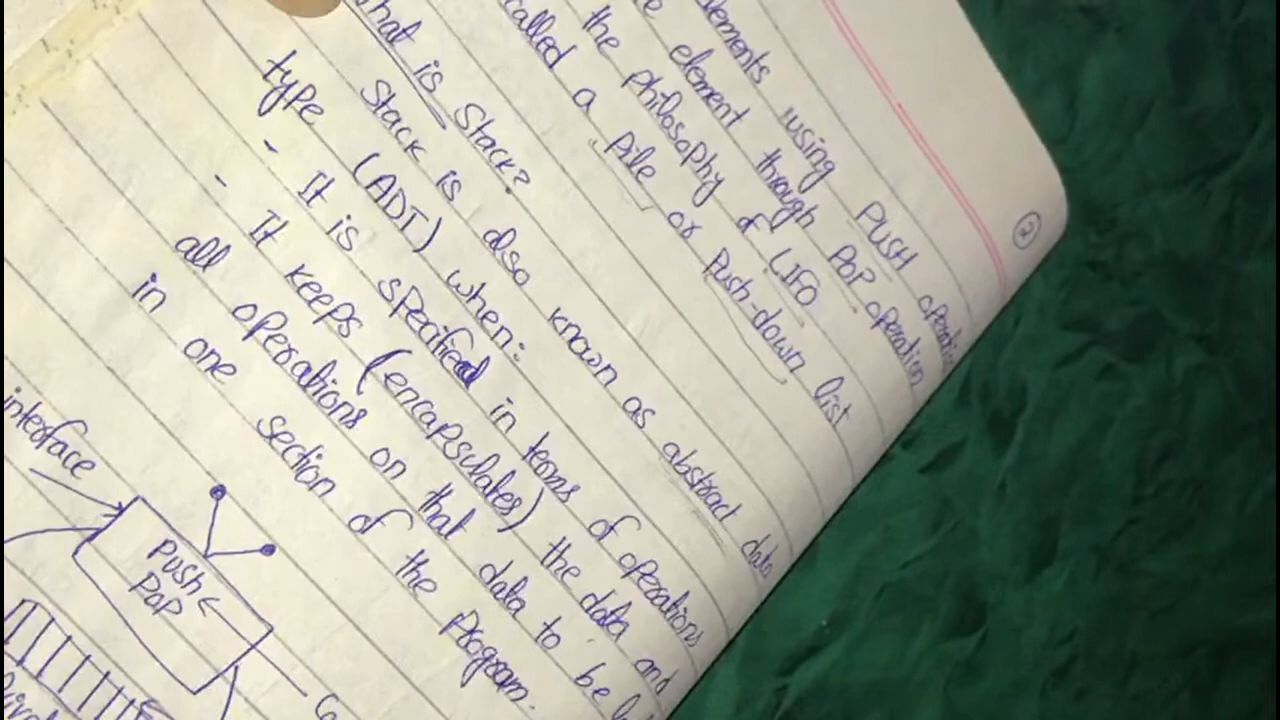 ②
elements using PUSH operation
element through POP operation
the philosophy of LIFO
called a Pile or Push-down list
What is Stack?
Stack is also known as abstract data
type (ADT) when:
- It is specified in terms of operations
- It keeps (encapsulates) the data and
all operations on that data to be
in one section of the program.
interface
Push
Pop